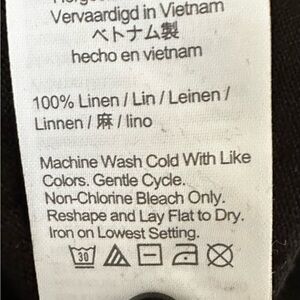 Vervaardigd in Vietnam
ベトナム製
hecho en vietnam
100% Linen / Lin / Leinen /
Linnen / 麻 / lino
Machine Wash Cold With Like
Colors. Gentle Cycle.
Non-Chlorine Bleach Only.
Reshape and Lay Flat to Dry.
Iron on Lowest Setting.
30